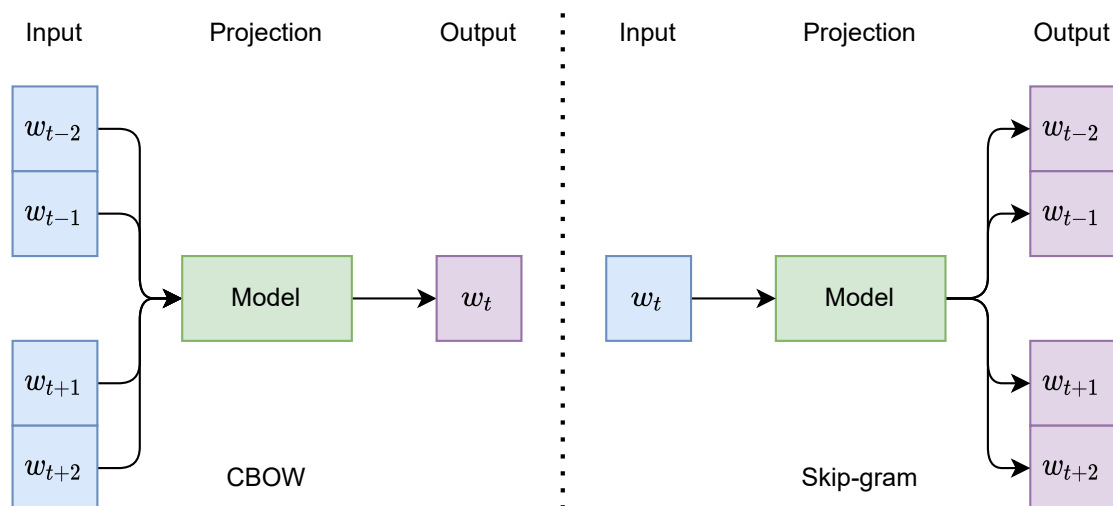 Input Projection Output Input Projection Output
w_{t-2} w_{t-2}
w_{t-1} w_{t-1}
Model w_t w_t Model
w_{t+1} w_{t+1}
w_{t+2} w_{t+2}
CBOW Skip-gram